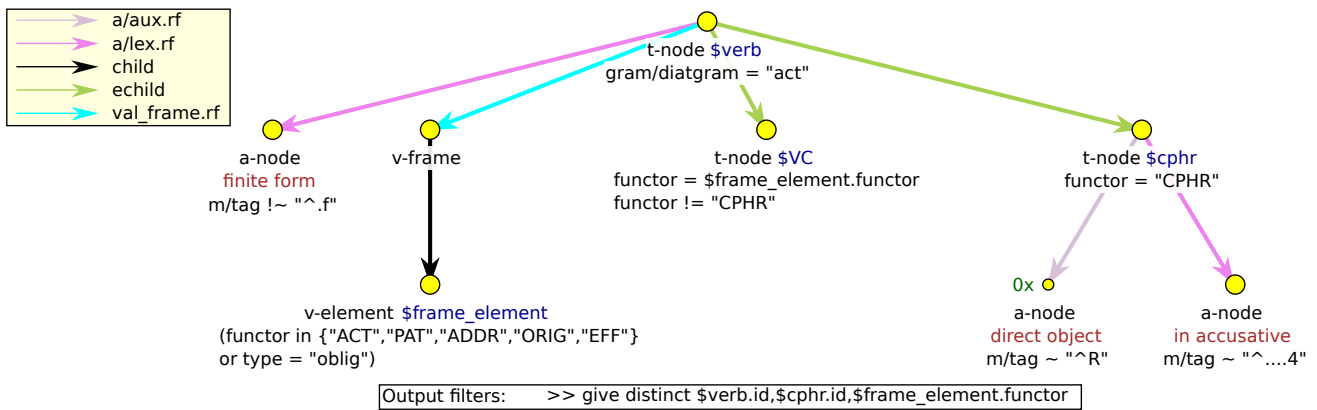 a/aux.rf
a/lex.rf
child
echild
val_frame.rf
t-node $verb
gram/diatgram = "act"
a-node
finite form
m/tag !~ "^.f"
v-frame
t-node $VC
functor = $frame_element.functor
functor != "CPHR"
t-node $cphr
functor = "CPHR"
v-element $frame_element
(functor in {"ACT","PAT","ADDR","ORIG","EFF"}
or type = "oblig")
0x
a-node
direct object
m/tag ~ "^R"
a-node
in accusative
m/tag ~ "^....4"
Output filters: >> give distinct $verb.id,$cphr.id,$frame_element.functor